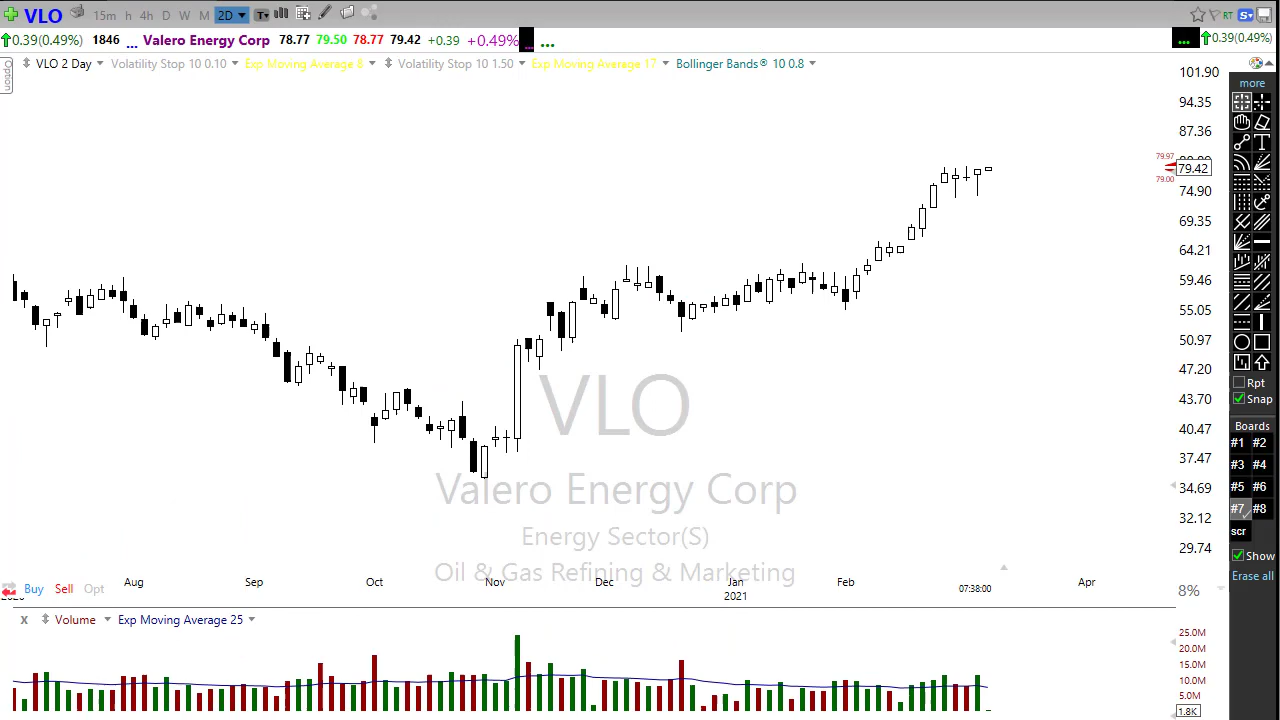 VLO 15m h 4h D W M 2D T RT S
0.39(0.49%) 1846 ... Valero Energy Corp 78.77 79.50 78.77 79.42 +0.39 +0.49% ... ... ... 0.39(0.49%)
Option
VLO 2 Day Volatility Stop 10 0.10 Exp Moving Average 8 Volatility Stop 10 1.50 Exp Moving Average 17 Bollinger Bands® 10 0.8
101.90
94.35
87.36
79.97
79.42
79.00
74.90
69.35
64.21
59.46
55.05
50.97
47.20
43.70
40.47
37.47
34.69
32.12
29.74
more
T
Rpt
Snap
Boards
#1 #2
#3 #4
#5 #6
#7 #8
scr
Show
Erase all
VLO
Valero Energy Corp
Energy Sector(S)
Oil & Gas Refining & Marketing
Aug Sep Oct Nov Dec Jan Feb Apr
2021
07:38:00
Buy Sell Opt
8%
X Volume Exp Moving Average 25
25.0M
20.0M
15.0M
10.0M
5.0M
1.8K